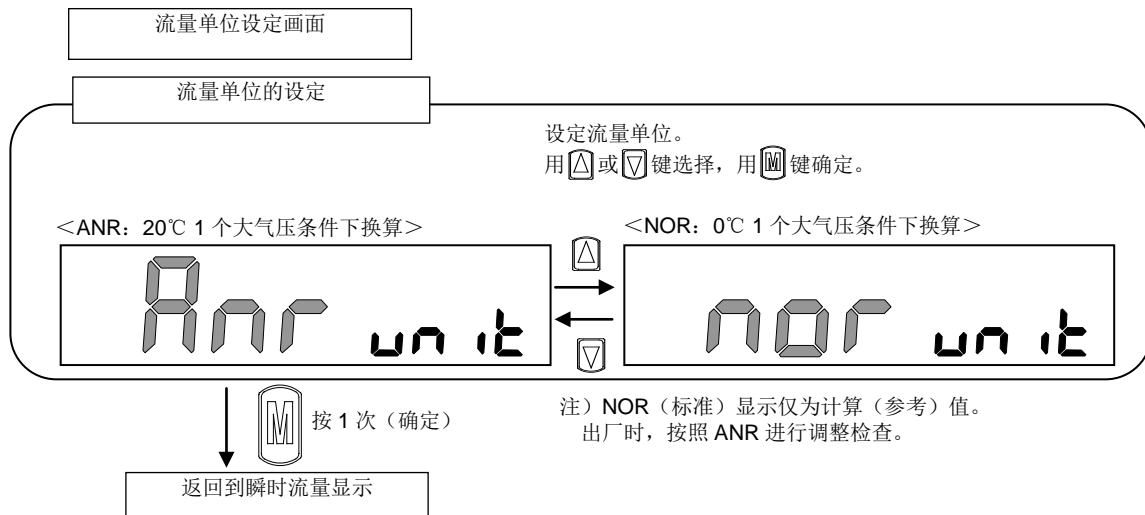 流量单位设定画面
流量单位的设定
设定流量单位。
用△或▽键选择，用M键确定。
＜ANR：20℃ 1 个大气压条件下换算＞
＜NOR：0℃ 1 个大气压条件下换算＞
△
Anr unit
nor unit
▽
M 按 1 次（确定）
注）NOR（标准）显示仅为计算（参考）值。
出厂时，按照 ANR 进行调整检查。
返回到瞬时流量显示